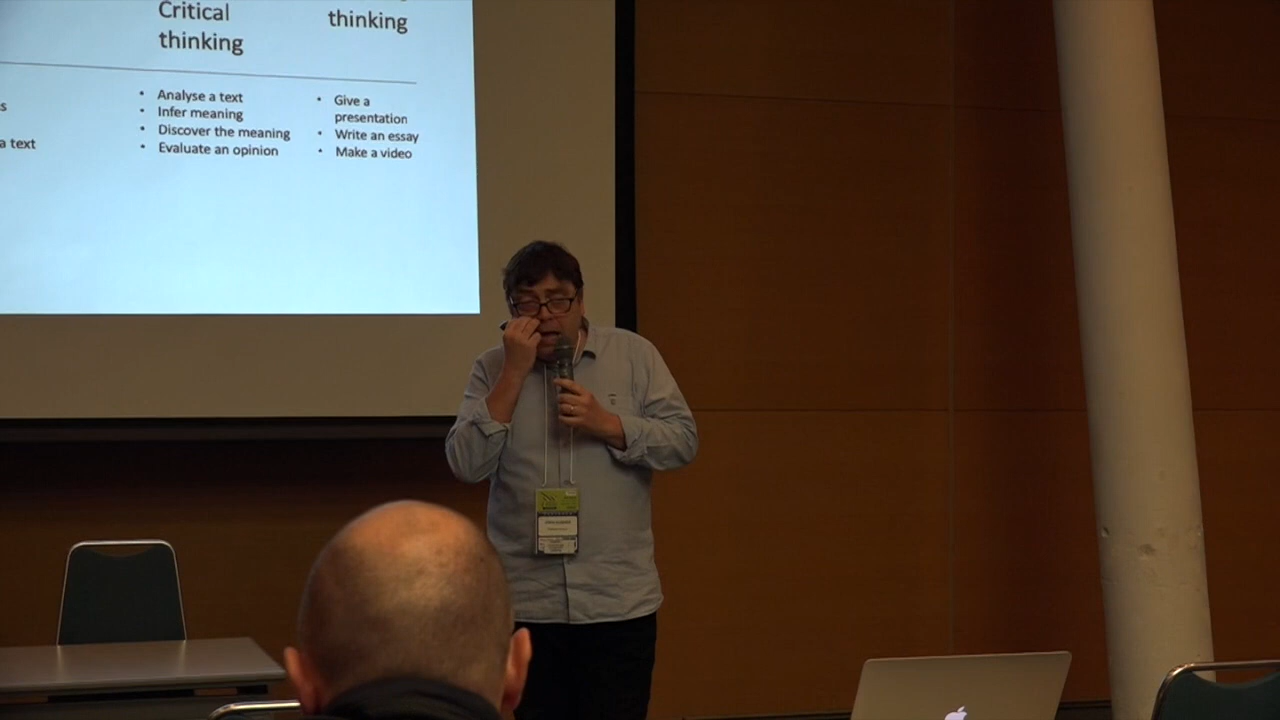 Critical
thinking
thinking
s
a text
• Analyse a text
• Infer meaning
• Discover the meaning
• Evaluate an opinion
• Give a
presentation
• Write an essay
• Make a video